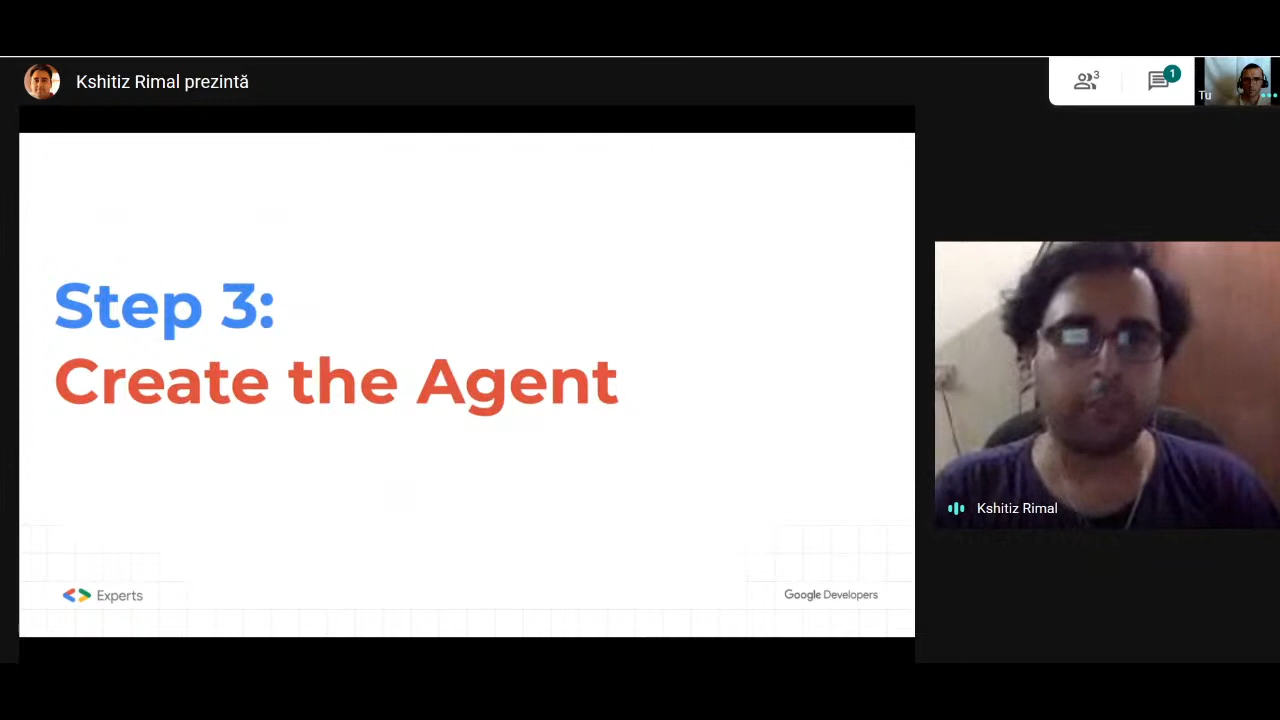 Kshitiz Rimal prezintă
3
1
Tu
Step 3:
Create the Agent
Kshitiz Rimal
Experts
Google Developers